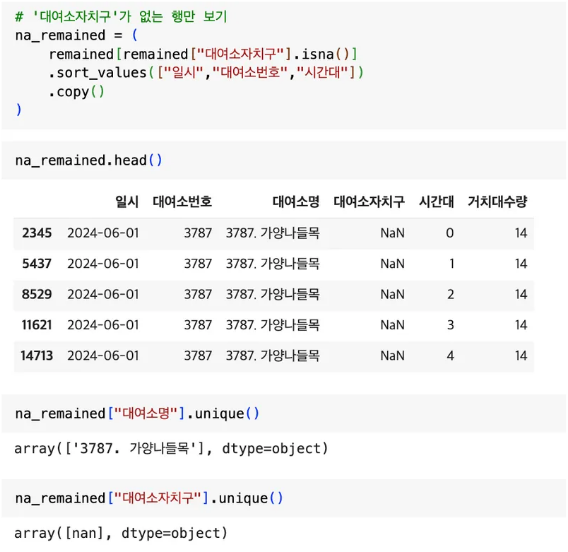 # '대여소자치구'가 없는 행만 보기
na_remained = (
    remained[remained["대여소자치구"].isna()]
    .sort_values(["일시","대여소번호","시간대"])
    .copy()
)
na_remained.head()
일시 대여소번호 대여소명 대여소자치구 시간대 거치대수량
2345 2024-06-01 3787 3787. 가양나들목 NaN 0 14
5437 2024-06-01 3787 3787. 가양나들목 NaN 1 14
8529 2024-06-01 3787 3787. 가양나들목 NaN 2 14
11621 2024-06-01 3787 3787. 가양나들목 NaN 3 14
14713 2024-06-01 3787 3787. 가양나들목 NaN 4 14
na_remained["대여소명"].unique()
array(['3787. 가양나들목'], dtype=object)
na_remained["대여소자치구"].unique()
array([nan], dtype=object)